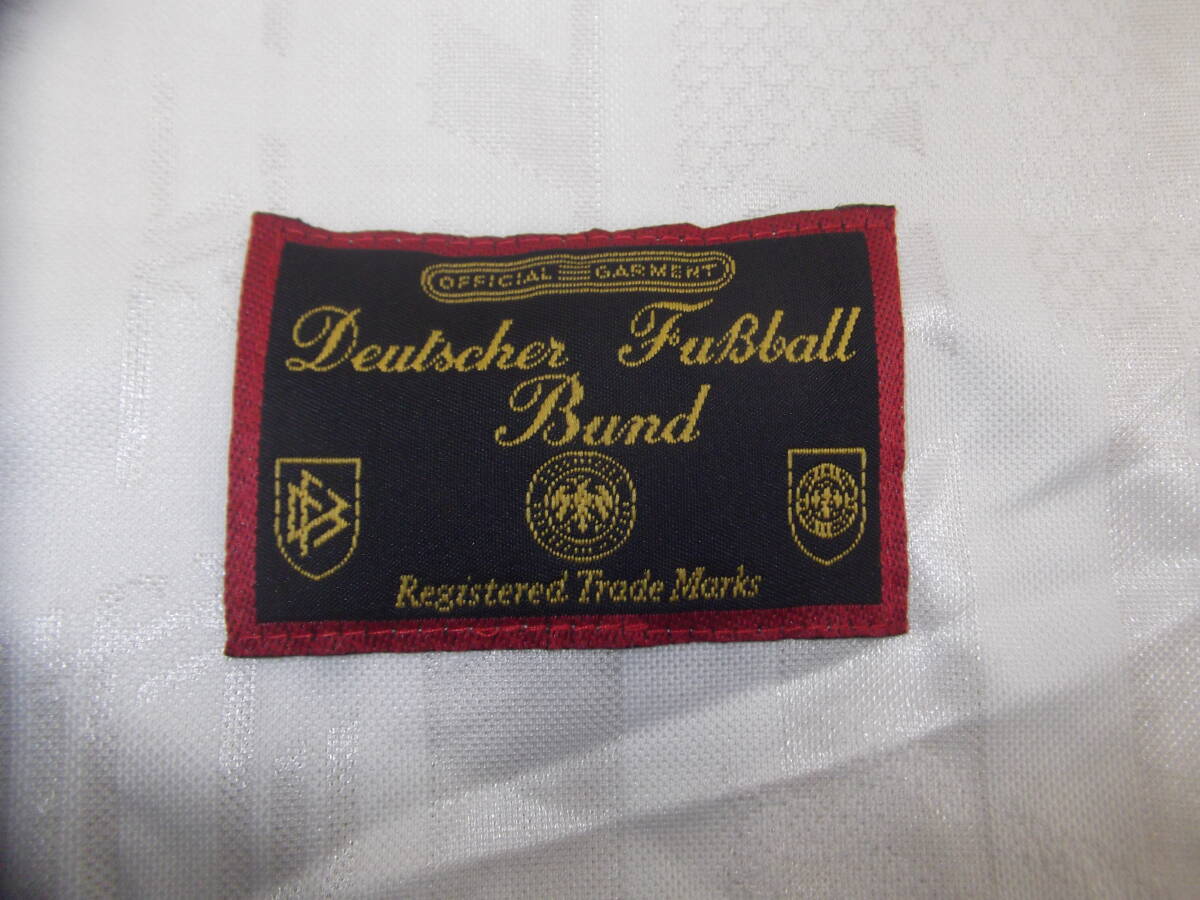 OFFICIAL GARMENT
Deutscher Fußball
Bund
Registered Trade Marks